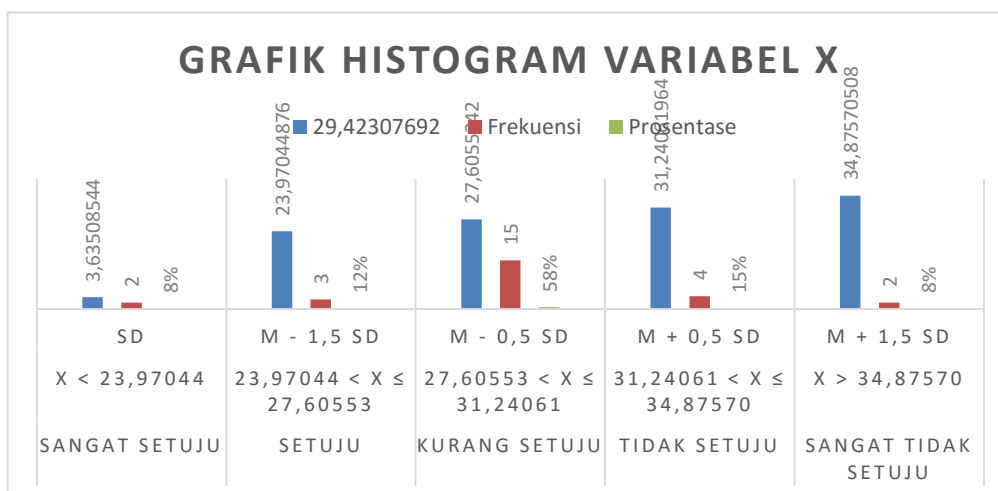 GRAFIK HISTOGRAM VARIABEL X
29,42307692 Frekuensi Prosentase
3,63508544 2 8%
23,97044876 3 12%
15 58%
4 15%
34,87570508 2 8%
SD M - 1,5 SD M - 0,5 SD M + 0,5 SD M + 1,5 SD
X < 23,97044 23,97044 < X ≤ 27,60553 < X ≤ 31,24061 < X ≤ X > 34,87570
27,60553 31,24061 34,87570
SANGAT SETUJU SETUJU KURANG SETUJU TIDAK SETUJU SANGAT TIDAK
SETUJU